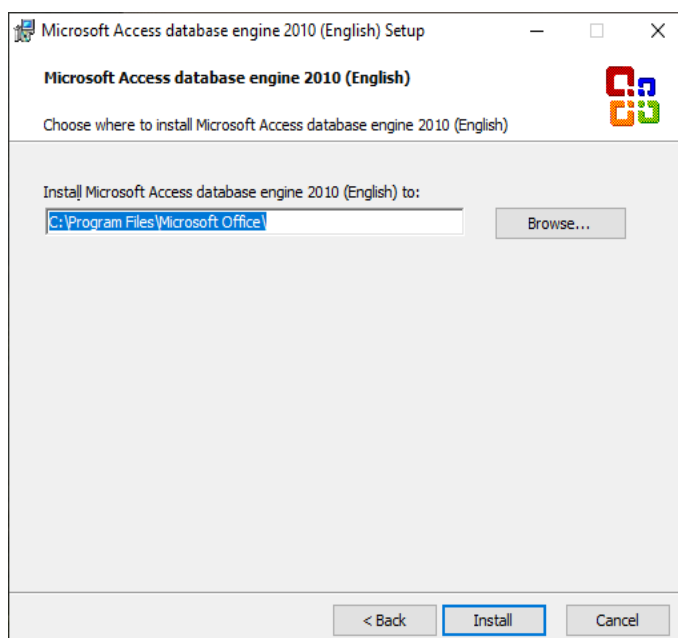 Microsoft Access database engine 2010 (English) Setup
Microsoft Access database engine 2010 (English)
Choose where to install Microsoft Access database engine 2010 (English)
Install Microsoft Access database engine 2010 (English) to:
C:\Program Files\Microsoft Office\
Browse...
< Back
Install
Cancel